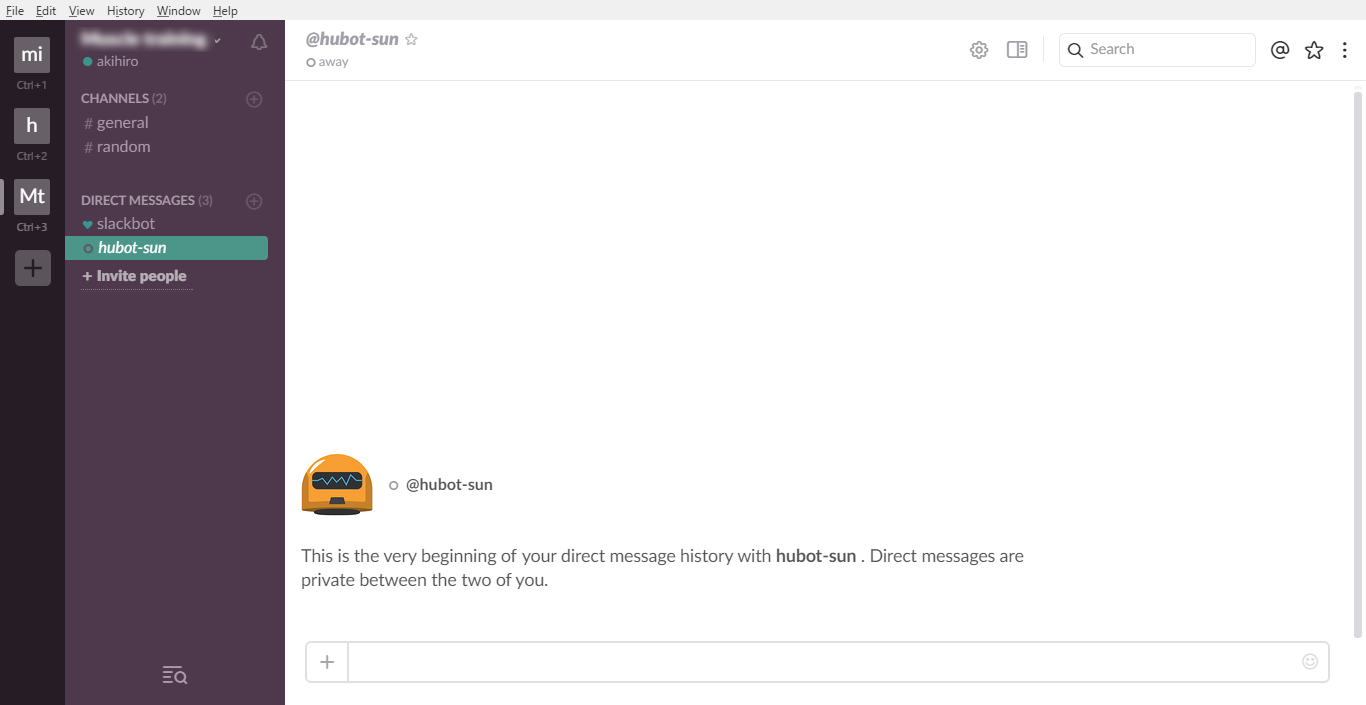 File Edit View History Window Help
mi
Ctrl+1
h
Ctrl+2
Mt
Ctrl+3
akihiro
CHANNELS (2)
# general
# random
DIRECT MESSAGES (3)
slackbot
hubot-sun
+ Invite people
@hubot-sun
away
Search
@hubot-sun
This is the very beginning of your direct message history with hubot-sun . Direct messages are
private between the two of you.